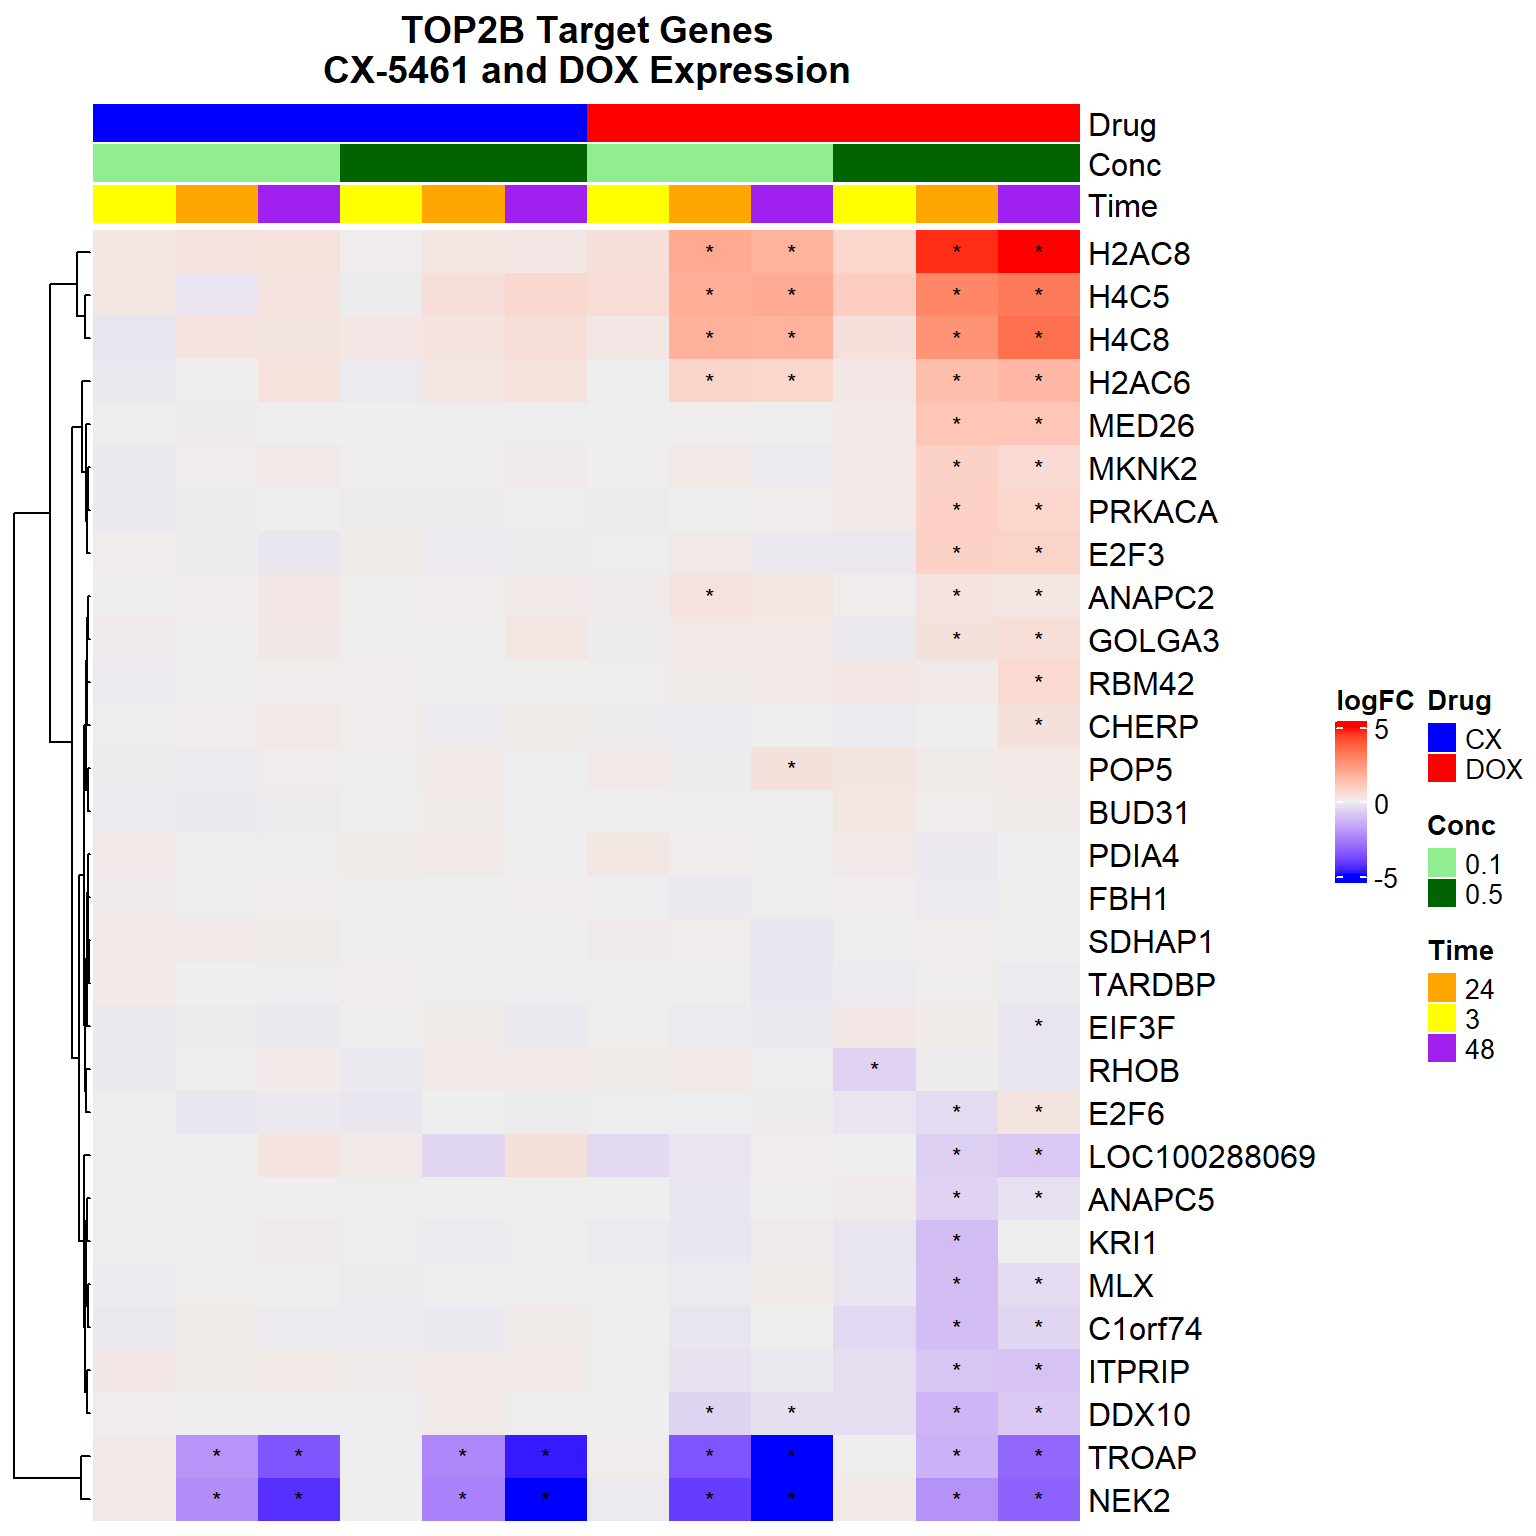 TOP2B Target Genes
CX-5461 and DOX Expression
Drug
Conc
Time
* * * * H2AC8
* * * * H4C5
* * * * H4C8
* * * * H2AC6
* * MED26
* * MKNK2
* * PRKACA
* * E2F3
* * * ANAPC2
* * GOLGA3
* RBM42
* CHERP
* POP5
BUD31
PDIA4
FBH1
SDHAP1
TARDBP
* EIF3F
* RHOB
* * E2F6
* * LOC100288069
* * ANAPC5
* KRI1
* * MLX
* * C1orf74
* * ITPRIP
* * * * DDX10
* * * * * * * * TROAP
* * * * * * * * NEK2
logFC
5
0
-5
Drug
CX
DOX
Conc
0.1
0.5
Time
24
3
48